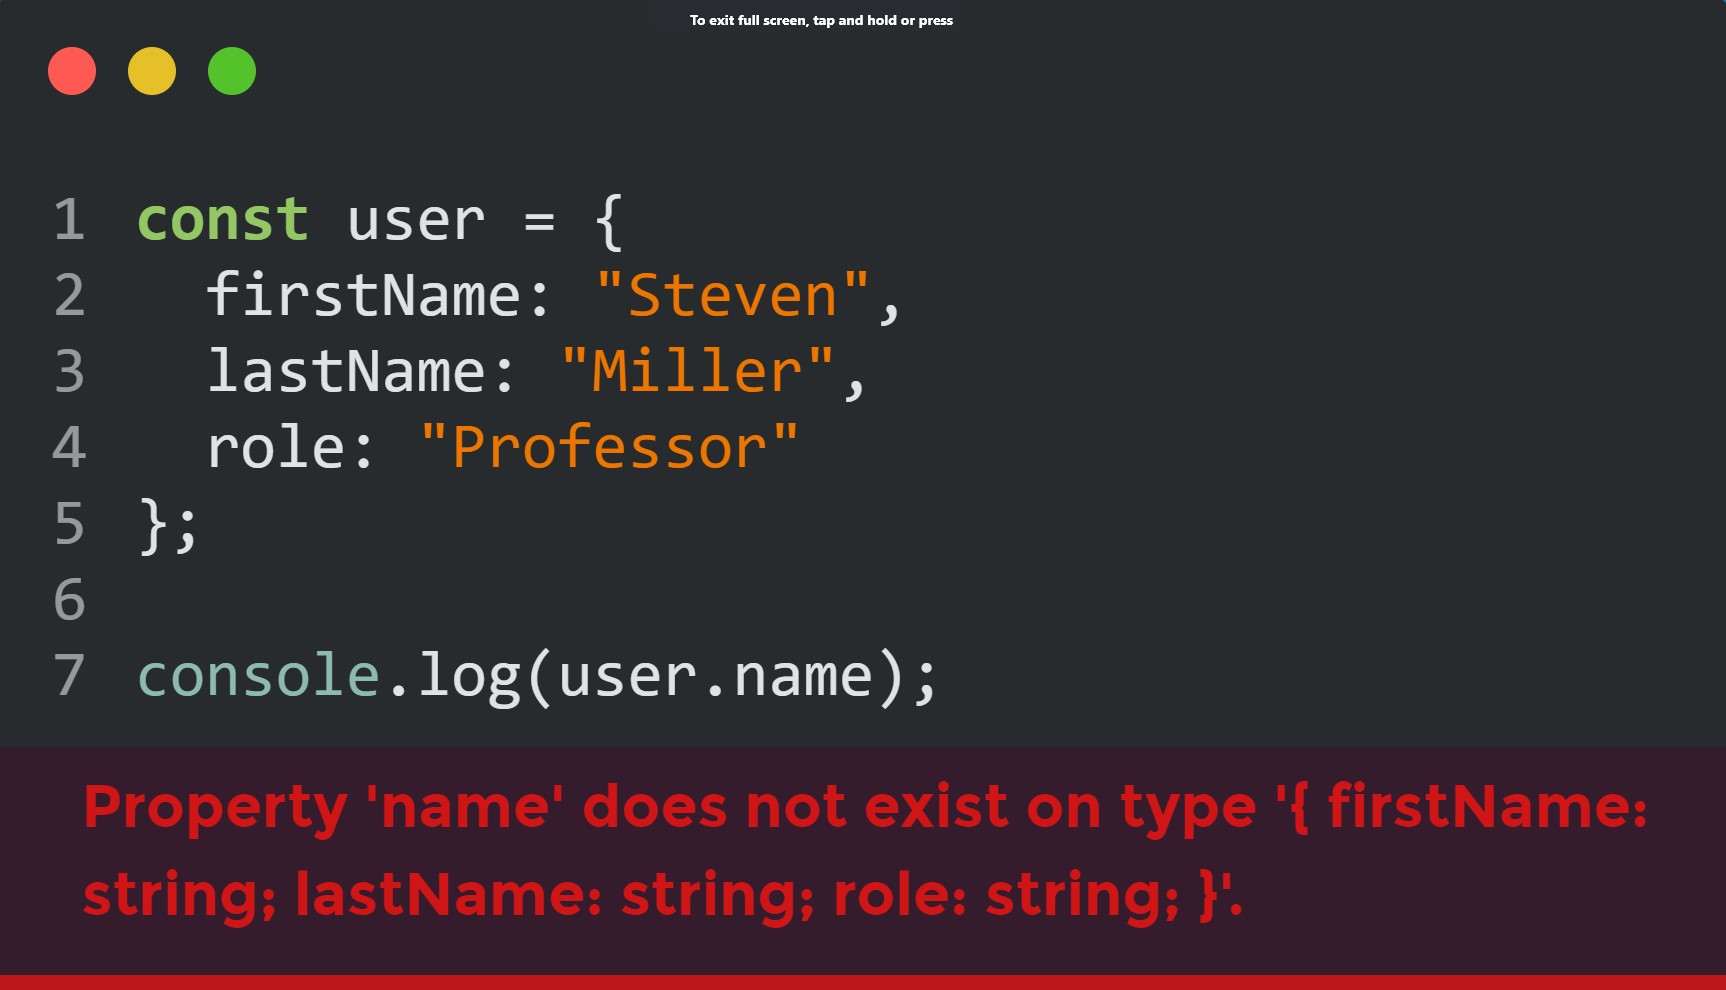 To exit full screen, tap and hold or press
1 const user = {
2   firstName: "Steven",
3   lastName: "Miller",
4   role: "Professor"
5 };
6
7 console.log(user.name);
Property 'name' does not exist on type '{ firstName:
string; lastName: string; role: string; }'.